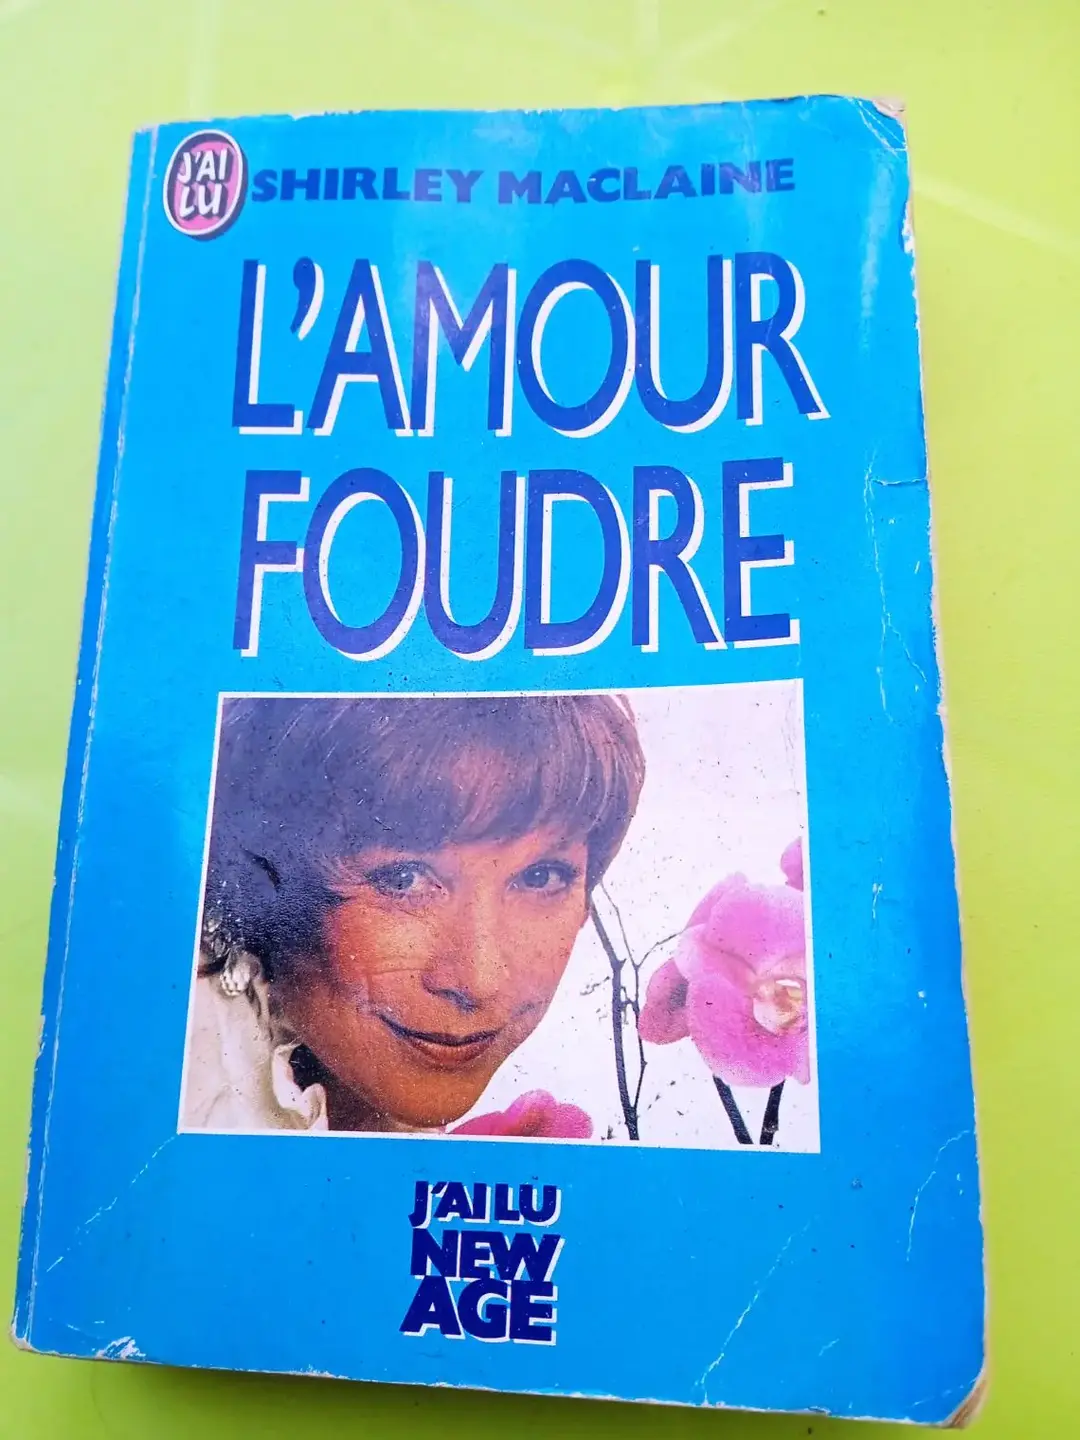 J'AI
LU
SHIRLEY MACLAINE
L'AMOUR
FOUDRE
J'AI LU
NEW
AGE